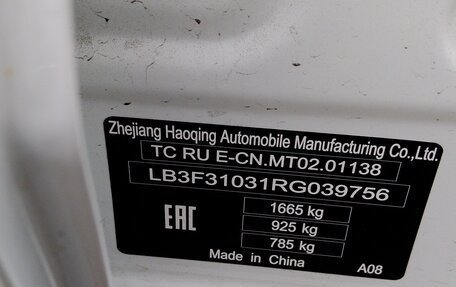 Zhejiang Haoqing Automobile Manufacturing Co.,Ltd.
TC RU E-CN.MT02.01138
LB3F31031RG039756
EAC
1665 kg
925 kg
785 kg
Made in China
A08